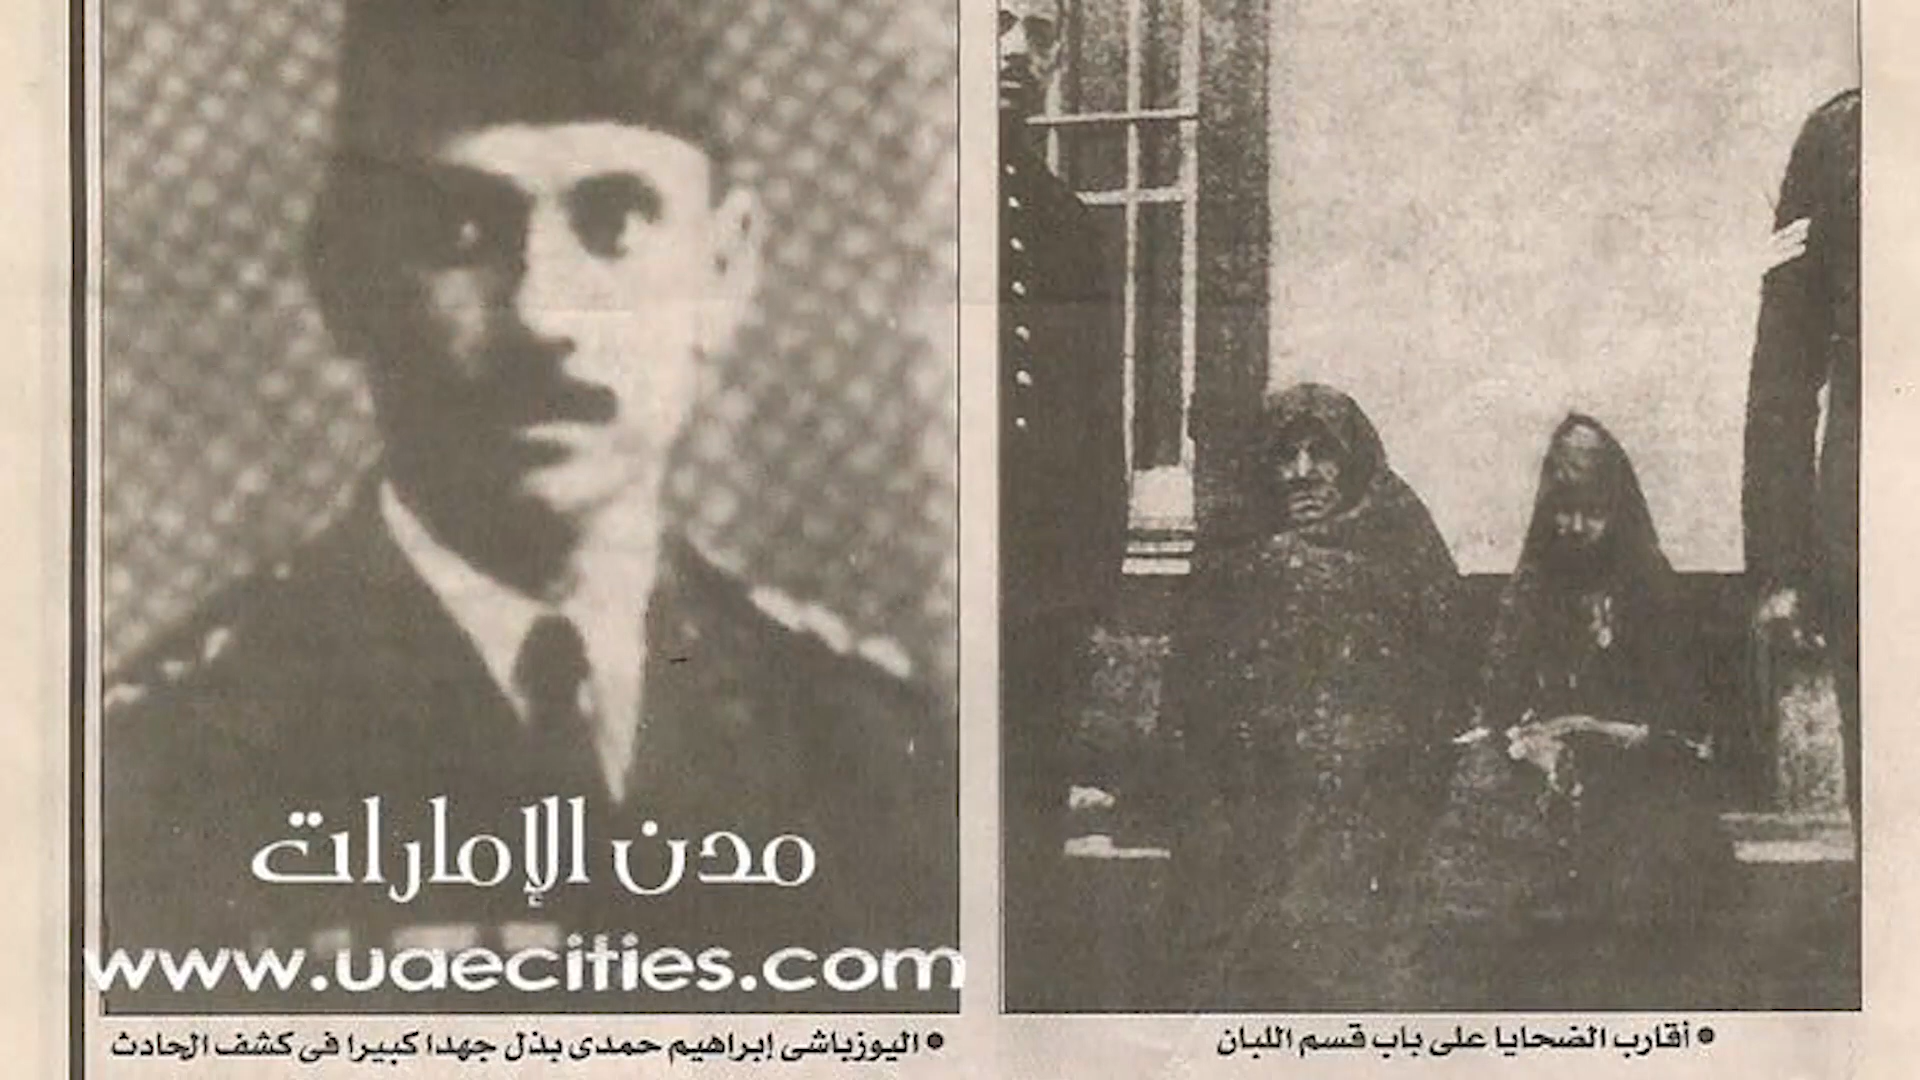 مدن الإمارات
www.uaecities.com
• أقارب الضحايا على باب قسم اللبان
• اليوزباشى إبراهيم حمدى بذل جهدا كبيرا فى كشف الحادث